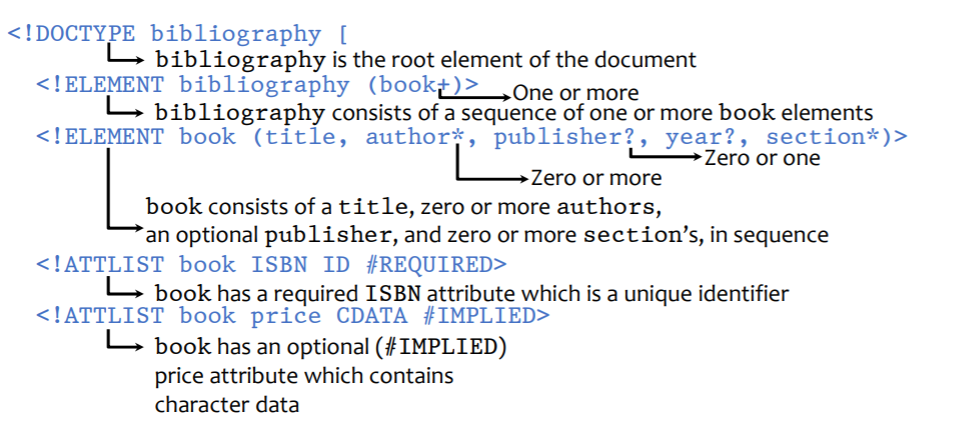 <!DOCTYPE bibliography [
bibliography is the root element of the document
<!ELEMENT bibliography (book+)>
One or more
bibliography consists of a sequence of one or more book elements
<!ELEMENT book (title, author*, publisher?, year?, section*)>
Zero or one
Zero or more
book consists of a title, zero or more authors,
an optional publisher, and zero or more section's, in sequence
<!ATTLIST book ISBN ID #REQUIRED>
book has a required ISBN attribute which is a unique identifier
<!ATTLIST book price CDATA #IMPLIED>
book has an optional (#IMPLIED)
price attribute which contains
character data